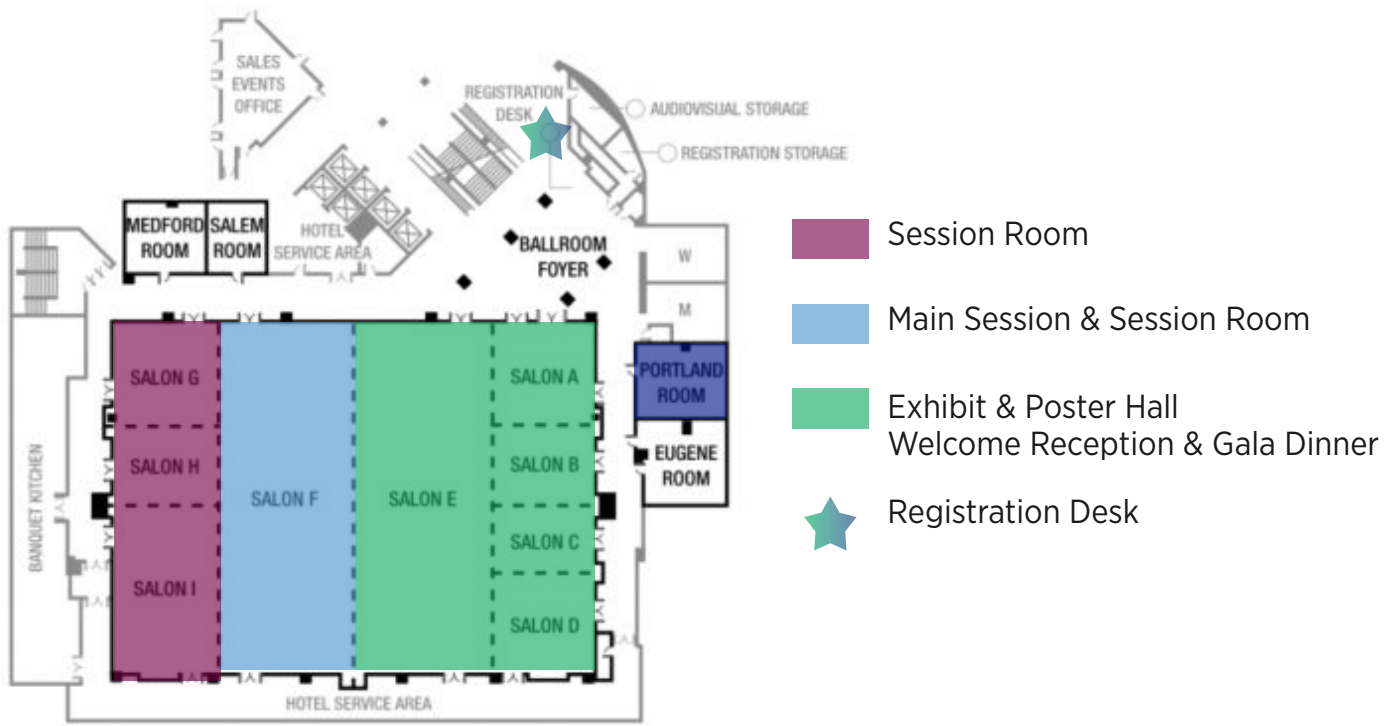 SALES
EVENTS
OFFICE
REGISTRATION
DESK
AUDIOVISUAL STORAGE
REGISTRATION STORAGE
MEDFORD
ROOM
SALEM
ROOM
HOTEL
SERVICE AREA
BALLROOM
FOYER
W
M
PORTLAND
ROOM
EUGENE
ROOM
BANQUET KITCHEN
SALON G
SALON H
SALON I
SALON F
SALON E
SALON A
SALON B
SALON C
SALON D
HOTEL SERVICE AREA
Session Room
Main Session & Session Room
Exhibit & Poster Hall
Welcome Reception & Gala Dinner
Registration Desk